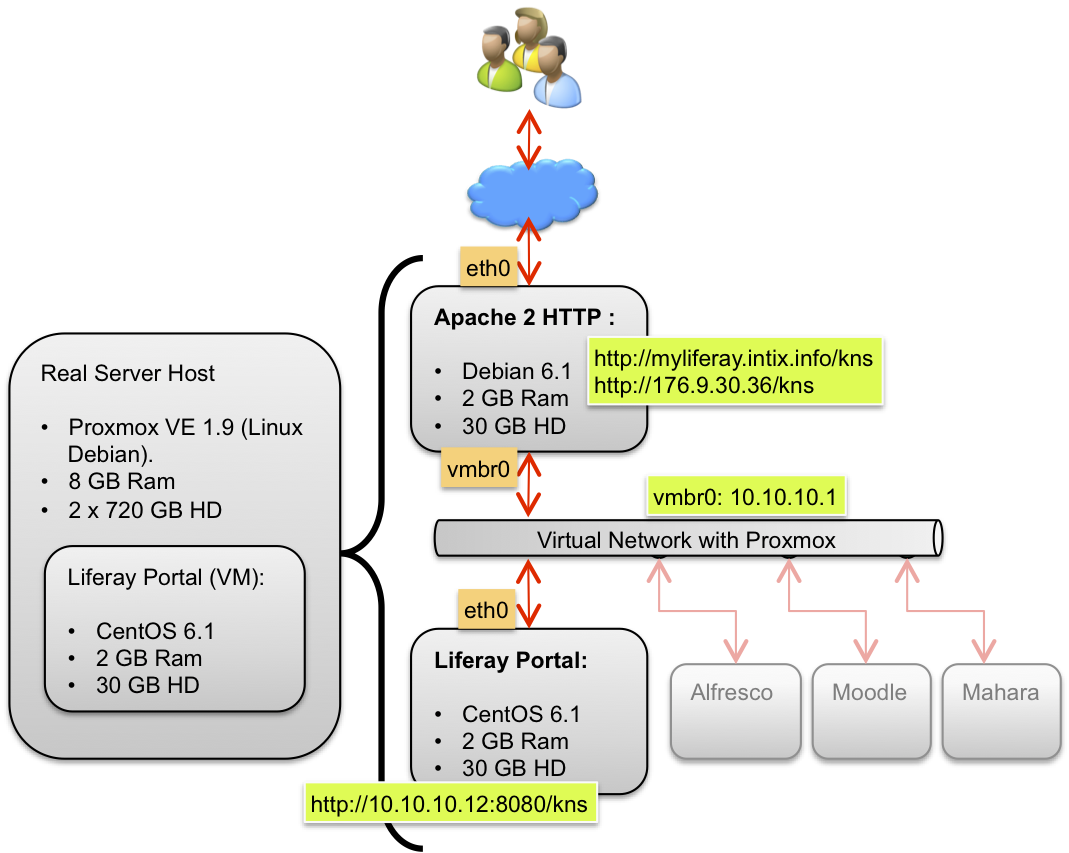 eth0
Apache 2 HTTP :
• Debian 6.1
• 2 GB Ram
• 30 GB HD
http://myliferay.intix.info/kns
http://176.9.30.36/kns
Real Server Host
• Proxmox VE 1.9 (Linux
Debian).
• 8 GB Ram
• 2 x 720 GB HD
Liferay Portal (VM):
• CentOS 6.1
• 2 GB Ram
• 30 GB HD
vmbr0
vmbr0: 10.10.10.1
Virtual Network with Proxmox
eth0
Liferay Portal:
• CentOS 6.1
• 2 GB Ram
• 30 GB HD
http://10.10.10.12:8080/kns
Alfresco
Moodle
Mahara